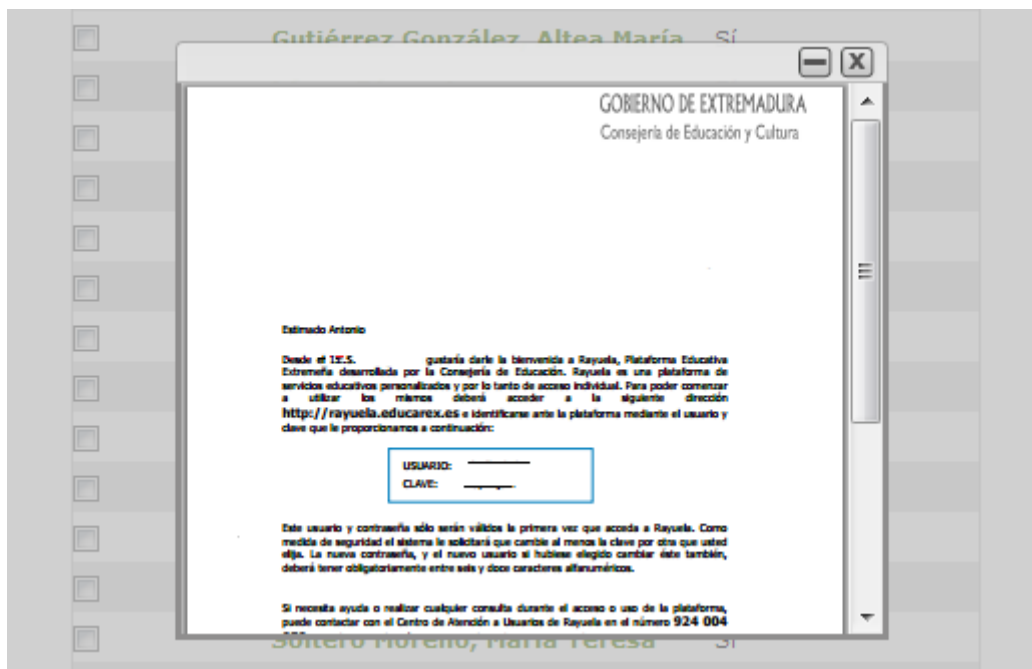 Gutiérrez González, Altea María Sí
GOBIERNO DE EXTREMADURA
Consejería de Educación y Cultura
Estimado Antonio
Desde el I.E.S. gustaría darle la bienvenida a Rayuela, Plataforma Educativa
Extremeña desarrollada por la Consejería de Educación. Rayuela es una plataforma de
servicios educativos personalizados y por lo tanto de acceso individual. Para poder comenzar
a utilizar los mismos deberá acceder a la siguiente dirección
http://rayuela.educarex.es e identificarse ante la plataforma mediante el usuario y
clave que le proporcionamos a continuación:
USUARIO:
CLAVE:
Este usuario y contraseña sólo serán válidos la primera vez que acceda a Rayuela. Como
medida de seguridad el sistema le solicitará que cambie al menos la clave por otra que usted
elija. La nueva contraseña, y el nuevo usuario si hubiese elegido cambiar éste también,
deberá tener obligatoriamente entre seis y doce caracteres alfanuméricos.
Si necesita ayuda o realizar cualquier consulta durante el acceso o uso de la plataforma,
puede contactar con el Centro de Atención a Usuarios de Rayuela en el número 924 004
Soltero Moreno, María Teresa Sí